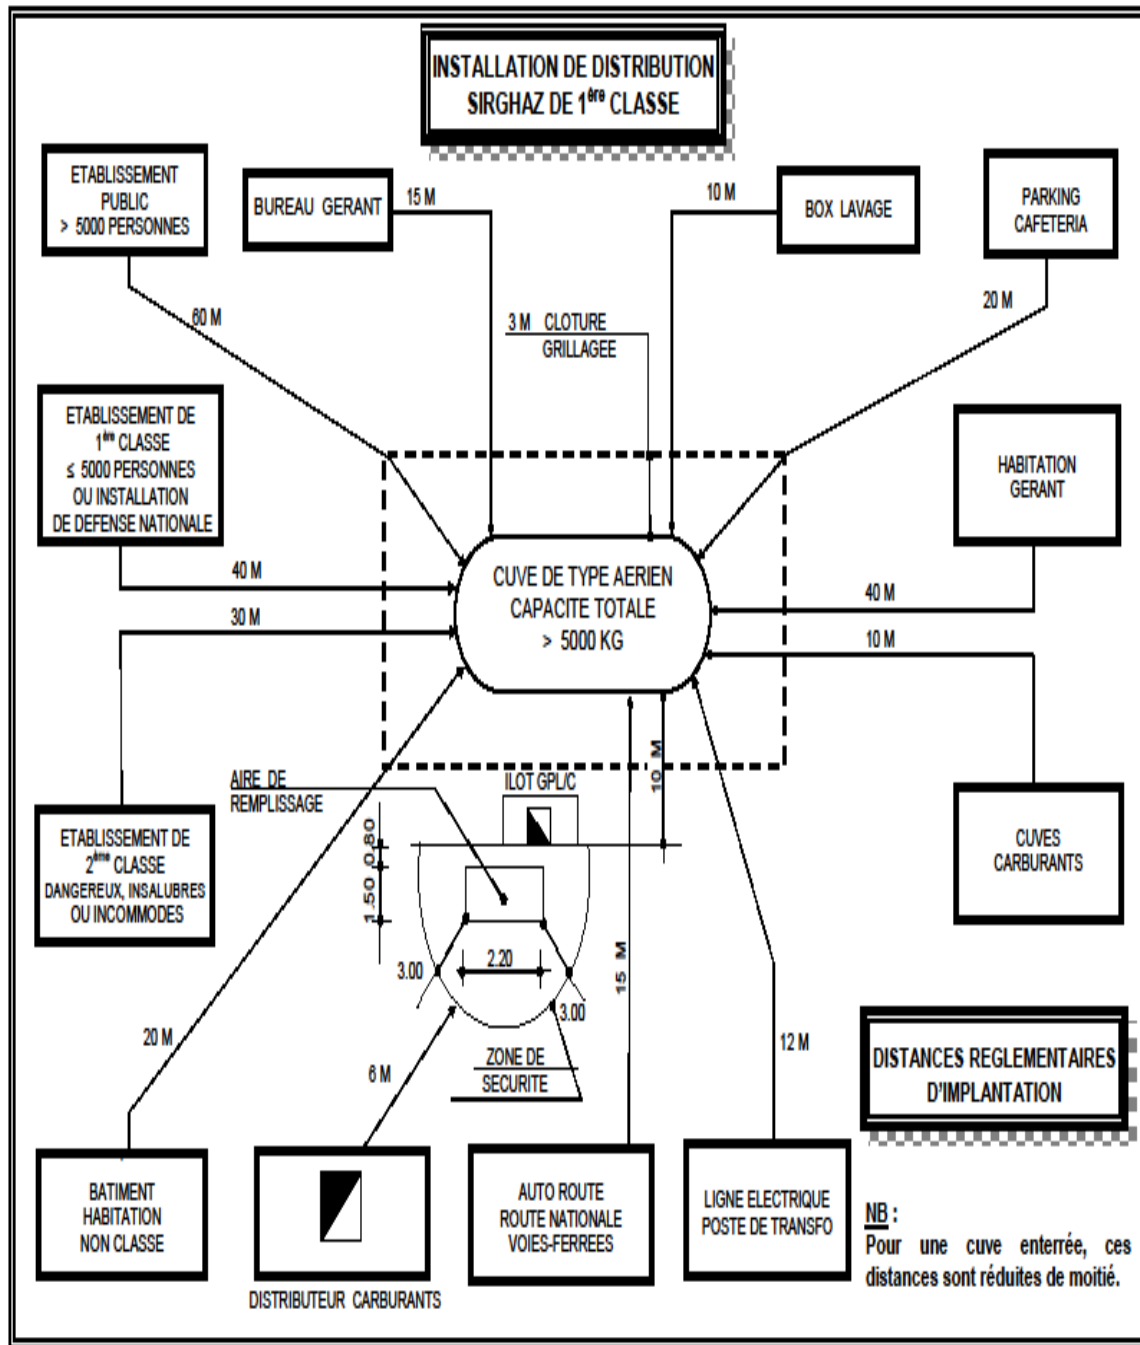 INSTALLATION DE DISTRIBUTION
SIRGHAZ DE 1ère CLASSE
ETABLISSEMENT
PUBLIC
> 5000 PERSONNES
BUREAU GERANT
15 M
10 M
BOX LAVAGE
PARKING
CAFETERIA
60 M
3 M CLOTURE
GRILLAGEE
20 M
ETABLISSEMENT DE
1ère CLASSE
≤ 5000 PERSONNES
OU INSTALLATION
DE DEFENSE NATIONALE
HABITATION
GERANT
40 M
30 M
CUVE DE TYPE AERIEN
CAPACITE TOTALE
> 5000 KG
40 M
10 M
10 M
AIRE DE
REMPLISSAGE
ILOT GPL/C
0.80
1.50
ETABLISSEMENT DE
2ème CLASSE
DANGEREUX, INSALUBRES
OU INCOMMODES
CUVES
CARBURANTS
3.00
2.20
3.00
15 M
20 M
6 M
ZONE DE
SECURITE
12 M
DISTANCES REGLEMENTAIRES
D'IMPLANTATION
BATIMENT
HABITATION
NON CLASSE
DISTRIBUTEUR CARBURANTS
AUTO ROUTE
ROUTE NATIONALE
VOIES-FERREES
LIGNE ELECTRIQUE
POSTE DE TRANSFO
NB :
Pour une cuve enterrée, ces
distances sont réduites de moitié.